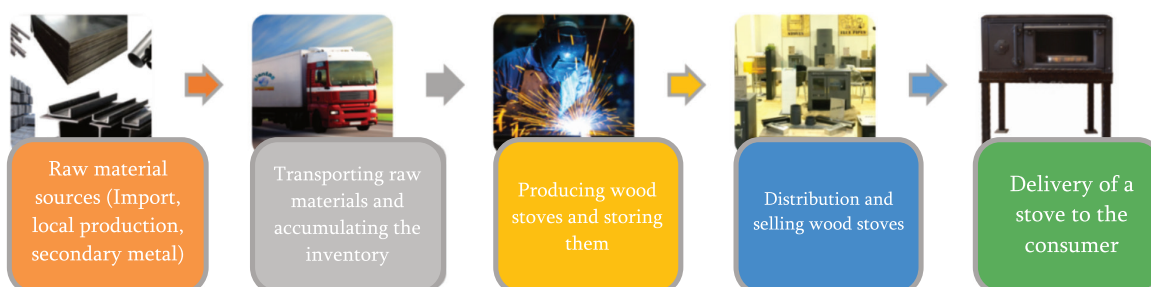 Raw material
sources (Import,
local production,
secondary metal)
Transporting raw
materials and
accumulating the
inventory
Producing wood
stoves and storing
them
Distribution and
selling wood stoves
Delivery of a
stove to the
consumer